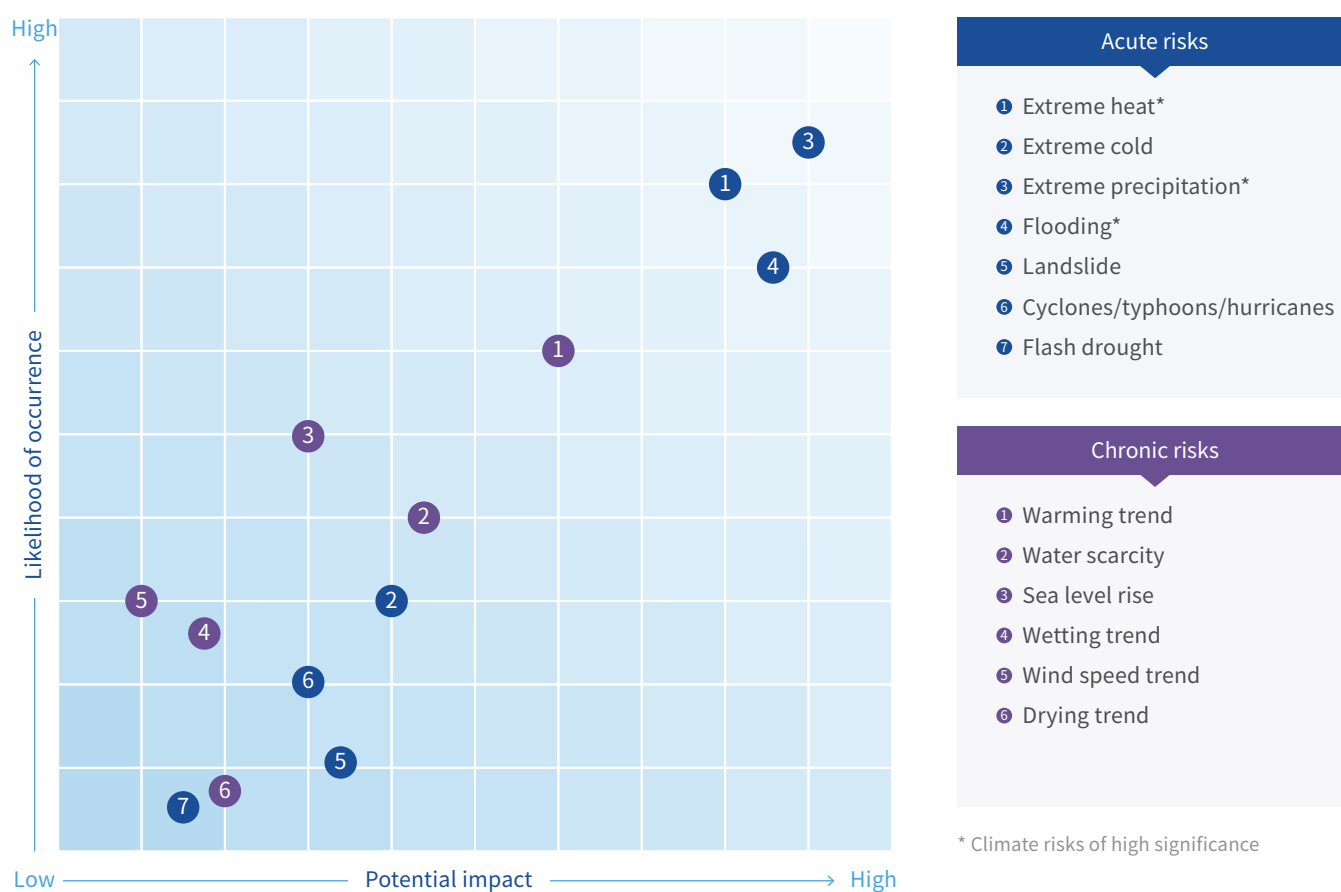 High
Likelihood of occurrence
3
1
4
1
3
2
5
2
4
6
5
6
7
Low
Potential impact
High
Acute risks
1 Extreme heat*
2 Extreme cold
3 Extreme precipitation*
4 Flooding*
5 Landslide
6 Cyclones/typhoons/hurricanes
7 Flash drought
Chronic risks
1 Warming trend
2 Water scarcity
3 Sea level rise
4 Wetting trend
5 Wind speed trend
6 Drying trend
* Climate risks of high significance